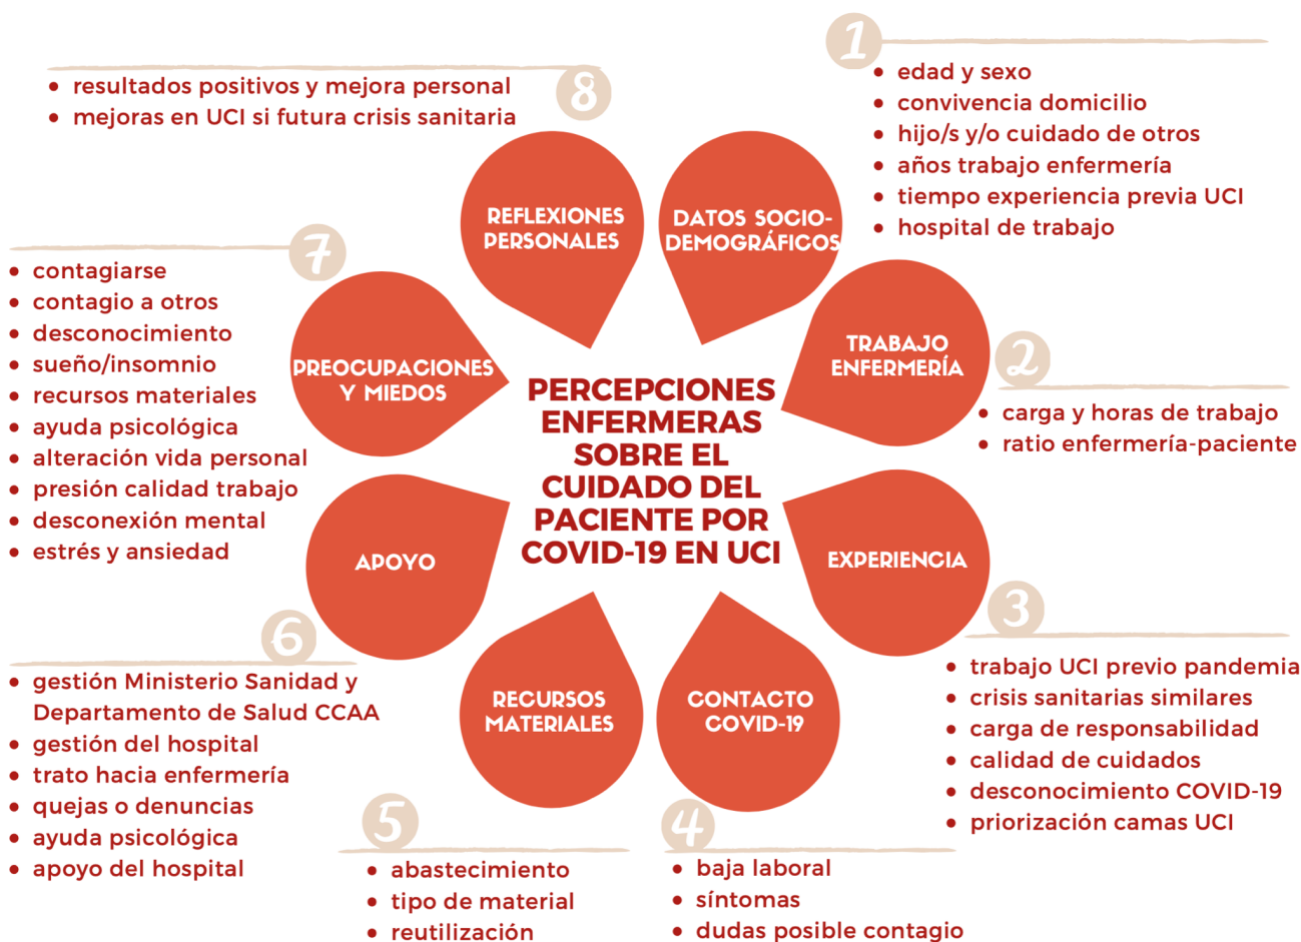 PERCEPCIONES
ENFERMERAS
SOBRE EL
CUIDADO DEL
PACIENTE POR
COVID-19 EN UCI
1
DATOS SOCIO-
DEMOGRÁFICOS
• edad y sexo
• convivencia domicilio
• hijo/s y/o cuidado de otros
• años trabajo enfermería
• tiempo experiencia previa UCI
• hospital de trabajo
2
TRABAJO
ENFERMERÍA
• carga y horas de trabajo
• ratio enfermería-paciente
3
EXPERIENCIA
• trabajo UCI previo pandemia
• crisis sanitarias similares
• carga de responsabilidad
• calidad de cuidados
• desconocimiento COVID-19
• priorización camas UCI
4
CONTACTO
COVID-19
• baja laboral
• síntomas
• dudas posible contagio
5
RECURSOS
MATERIALES
• abastecimiento
• tipo de material
• reutilización
6
APOYO
• gestión Ministerio Sanidad y
Departamento de Salud CCAA
• gestión del hospital
• trato hacia enfermería
• quejas o denuncias
• ayuda psicológica
• apoyo del hospital
7
PREOCUPACIONES
Y MIEDOS
• contagiarse
• contagio a otros
• desconocimiento
• sueño/insomnio
• recursos materiales
• ayuda psicológica
• alteración vida personal
• presión calidad trabajo
• desconexión mental
• estrés y ansiedad
8
REFLEXIONES
PERSONALES
• resultados positivos y mejora personal
• mejoras en UCI si futura crisis sanitaria